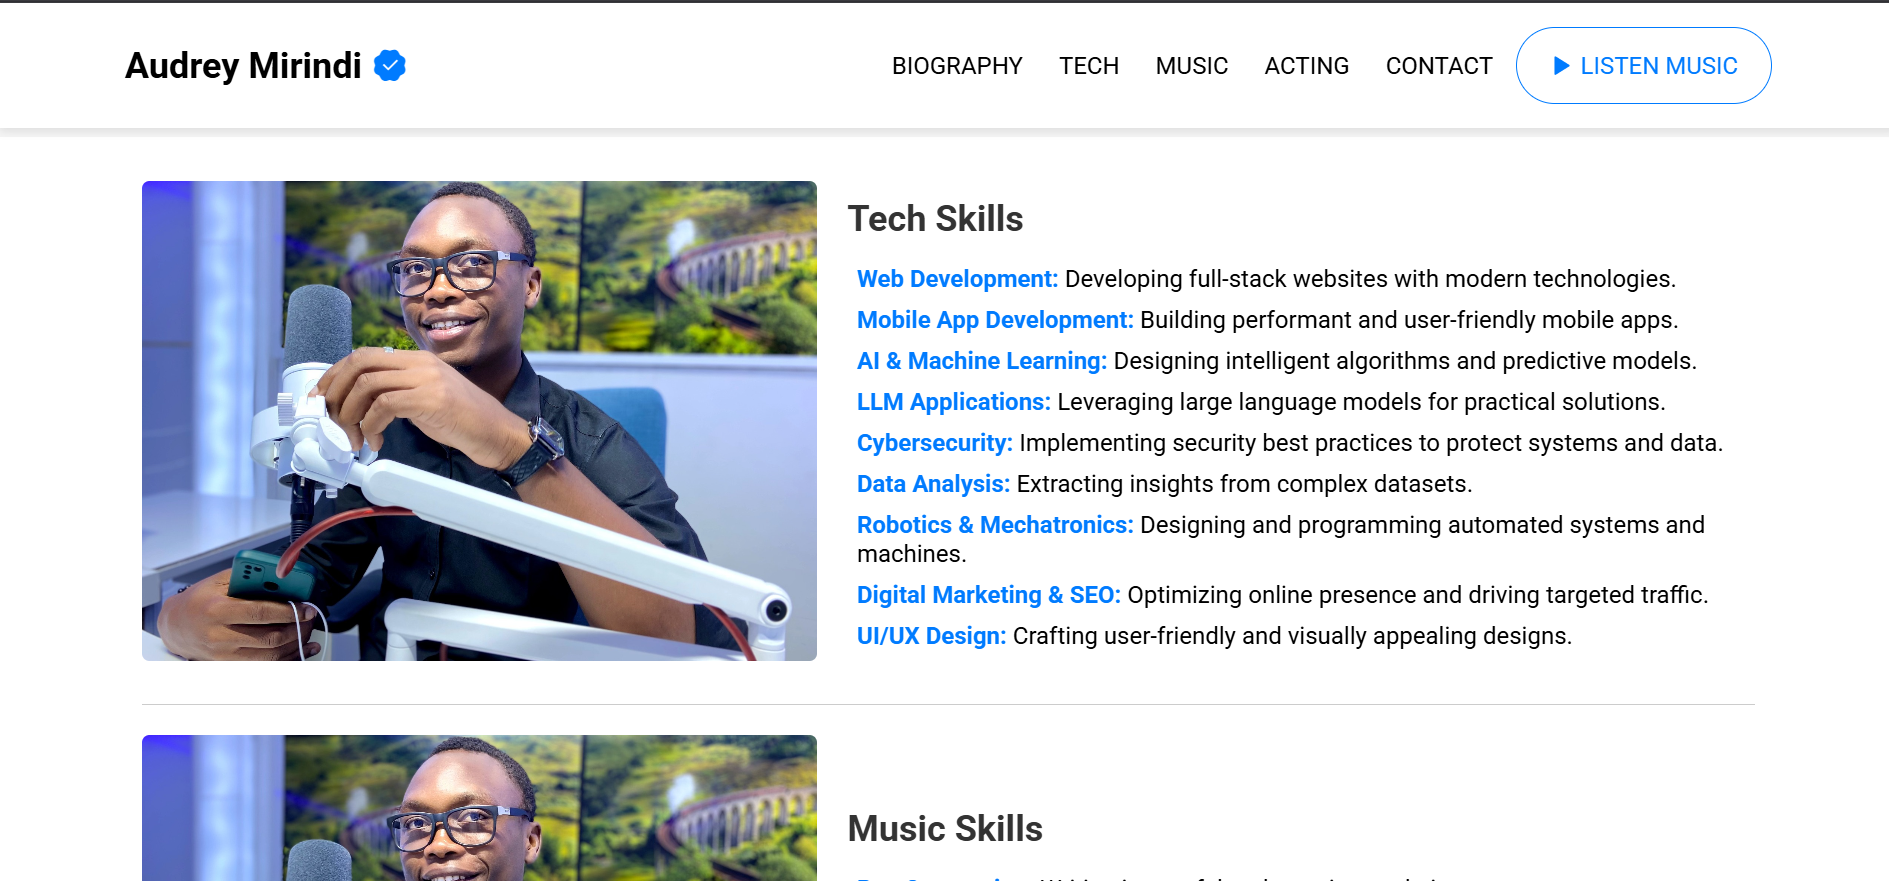 Audrey Mirindi
BIOGRAPHY TECH MUSIC ACTING CONTACT LISTEN MUSIC
Tech Skills
Web Development: Developing full-stack websites with modern technologies.
Mobile App Development: Building performant and user-friendly mobile apps.
AI & Machine Learning: Designing intelligent algorithms and predictive models.
LLM Applications: Leveraging large language models for practical solutions.
Cybersecurity: Implementing security best practices to protect systems and data.
Data Analysis: Extracting insights from complex datasets.
Robotics & Mechatronics: Designing and programming automated systems and
machines.
Digital Marketing & SEO: Optimizing online presence and driving targeted traffic.
UI/UX Design: Crafting user-friendly and visually appealing designs.
Music Skills